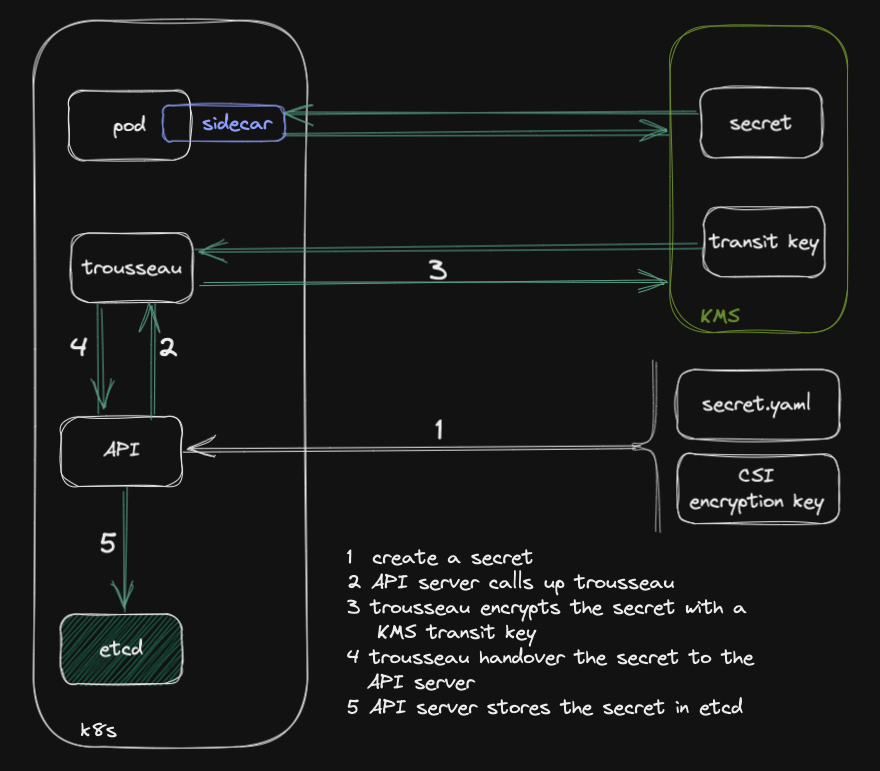 pod
sidecar
secret
trousseau
transit key
3
KMS
4
2
secret.yaml
API
1
CSI
encryption key
5
etcd
k8s
1 create a secret
2 API server calls up trousseau
3 trousseau encrypts the secret with a
KMS transit key
4 trousseau handover the secret to the
API server
5 API server stores the secret in etcd